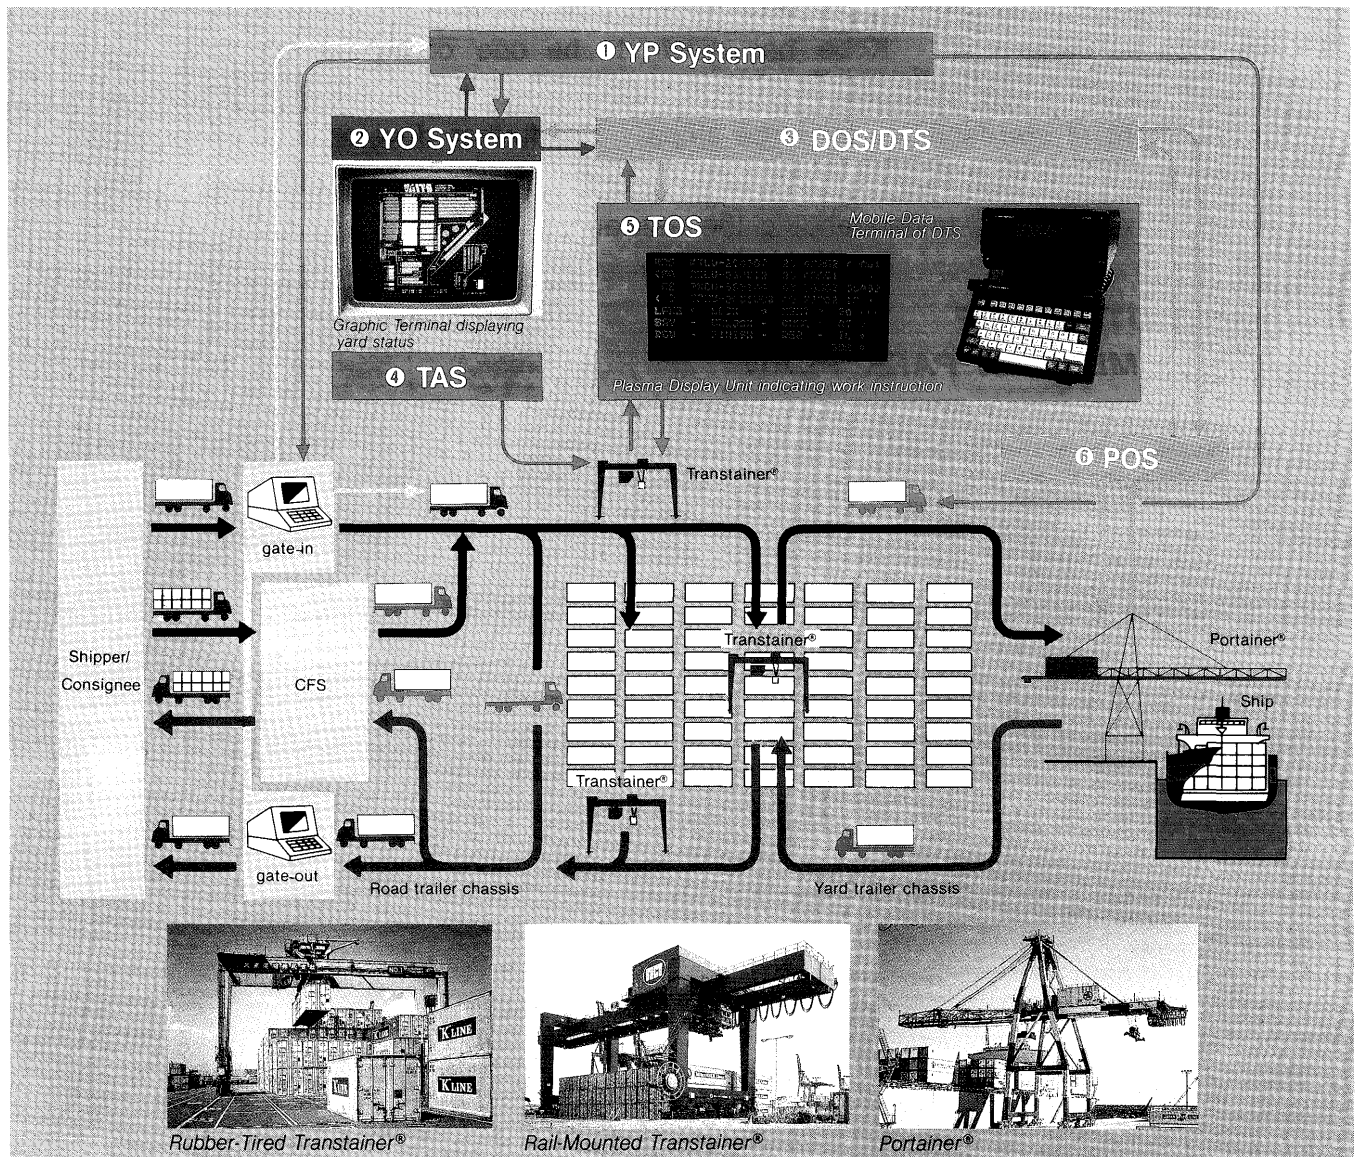 ❶ YP System
❷ YO System
❸ DOS/DTS
Graphic Terminal displaying
yard status
❺ TOS
Mobile Data
Terminal of DTS
Plasma Display Unit indicating work instruction
❹ TAS
❻ POS
Transtainer®
gate-in
Shipper/
Consignee
CFS
Transtainer®
Portainer®
Ship
Transtainer®
gate-out
Road trailer chassis
Yard trailer chassis
K LINE
K LINE
K LINE
Rubber-Tired Transtainer®
Rail-Mounted Transtainer®
Portainer®